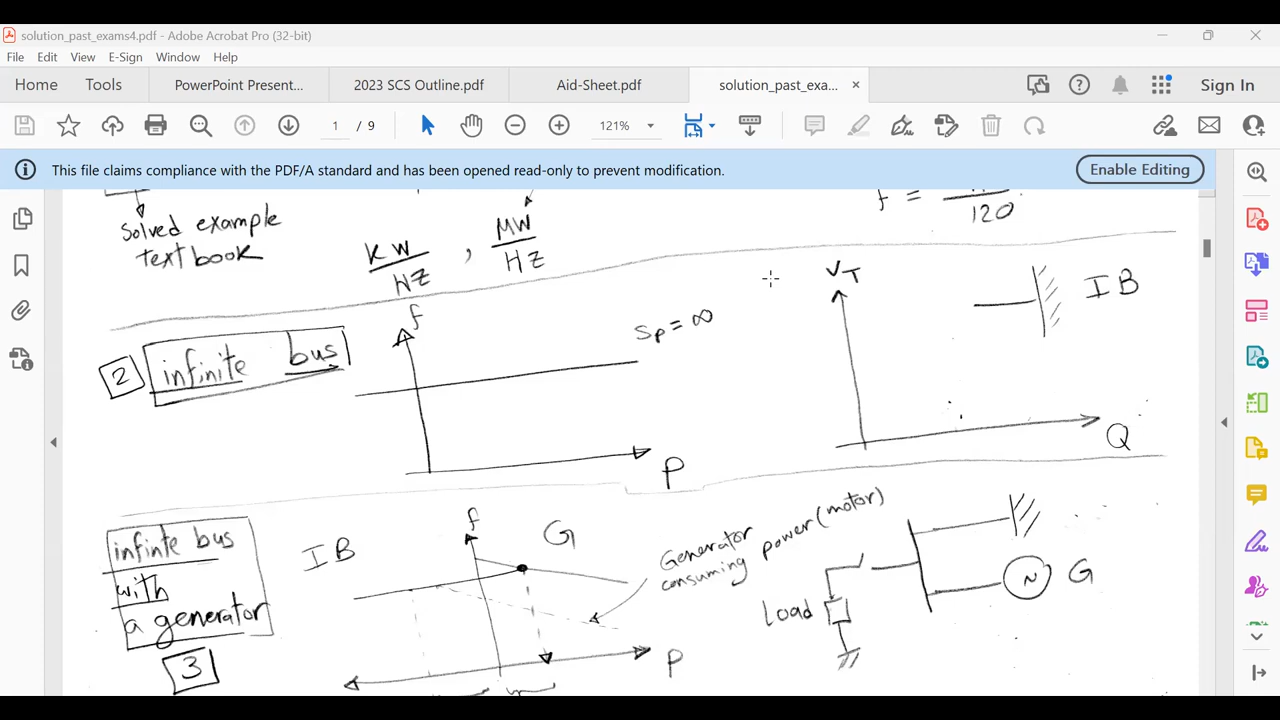 solution_past_exams4.pdf - Adobe Acrobat Pro (32-bit)
File Edit View E-Sign Window Help
Home Tools PowerPoint Present... 2023 SCS Outline.pdf Aid-Sheet.pdf solution_past_exa... ×
Sign In
1 / 9 121%
This file claims compliance with the PDF/A standard and has been opened read-only to prevent modification.
Enable Editing
Solved example
textbook
KW/HZ , MW/HZ
f = 120
2 infinite bus
f
Sp = ∞
P
VT
IB
Q
infinte bus
with
a generator
3
IB
f
G
Generator
consuming power (motor)
P
Load
N
G